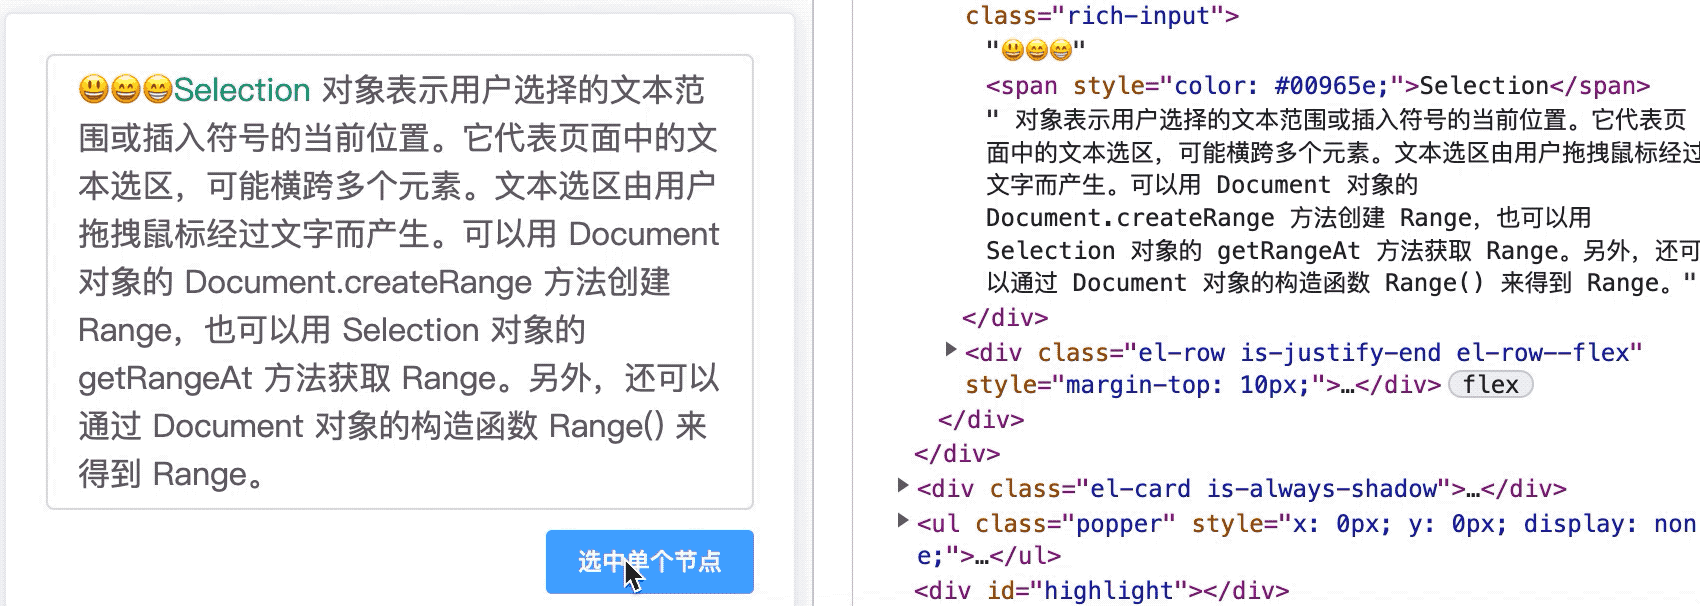 😃😄😁Selection 对象表示用户选择的文本范
围或插入符号的当前位置。它代表页面中的文
本选区，可能横跨多个元素。文本选区由用户
拖拽鼠标经过文字而产生。可以用 Document
对象的 Document.createRange 方法创建
Range，也可以用 Selection 对象的
getRangeAt 方法获取 Range。另外，还可以
通过 Document 对象的构造函数 Range() 来
得到 Range。
选中单个节点
class="rich-input">
"😃😄😁"
<span style="color: #00965e;">Selection</span>
" 对象表示用户选择的文本范围或插入符号的当前位置。它代表页
面中的文本选区，可能横跨多个元素。文本选区由用户拖拽鼠标经过
文字而产生。可以用 Document 对象的
Document.createRange 方法创建 Range，也可以用
Selection 对象的 getRangeAt 方法获取 Range。另外，还可
以通过 Document 对象的构造函数 Range() 来得到 Range。"
</div>
<div class="el-row is-justify-end el-row--flex"
style="margin-top: 10px;">…</div> flex
</div>
</div>
<div class="el-card is-always-shadow">…</div>
<ul class="popper" style="x: 0px; y: 0px; display: non
e;">…</ul>
<div id="highlight"></div>